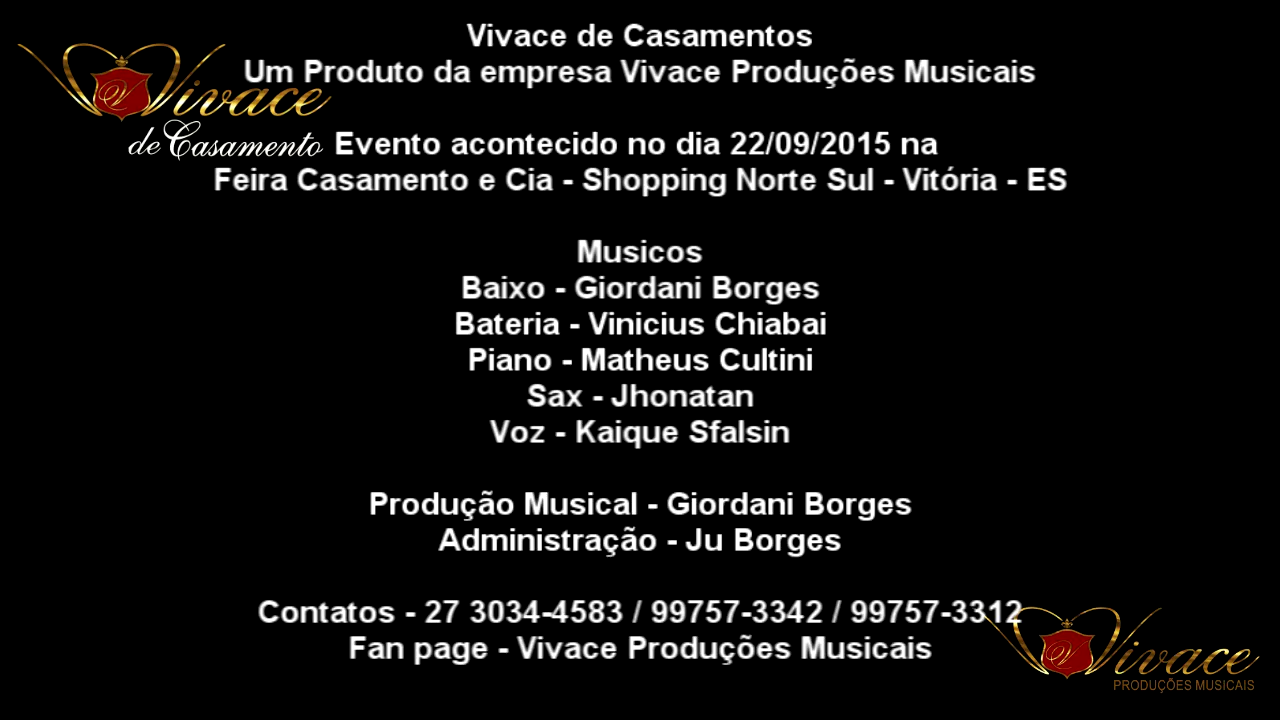 Vivace de Casamentos
Um Produto da empresa Vivace Produções Musicais
Vivace
de Casamento
Evento acontecido no dia 22/09/2015 na
Feira Casamento e Cia - Shopping Norte Sul - Vitória - ES
Musicos
Baixo - Giordani Borges
Bateria - Vinicius Chiabai
Piano - Matheus Cultini
Sax - Jhonatan
Voz - Kaique Sfalsin
Produção Musical - Giordani Borges
Administração - Ju Borges
Contatos - 27 3034-4583 / 99757-3342 / 99757-3312
Fan page - Vivace Produções Musicais
Vivace
PRODUÇÕES MUSICAIS